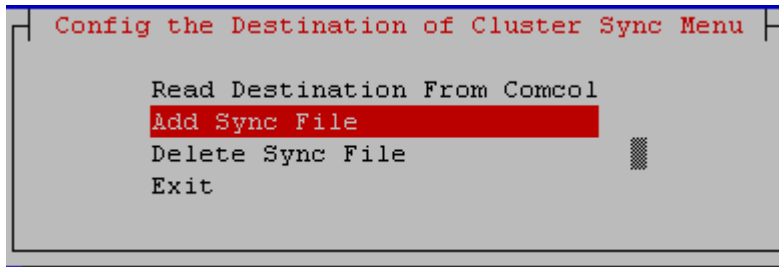 Config the Destination of Cluster Sync Menu
Read Destination From Comcol
Add Sync File
Delete Sync File
Exit